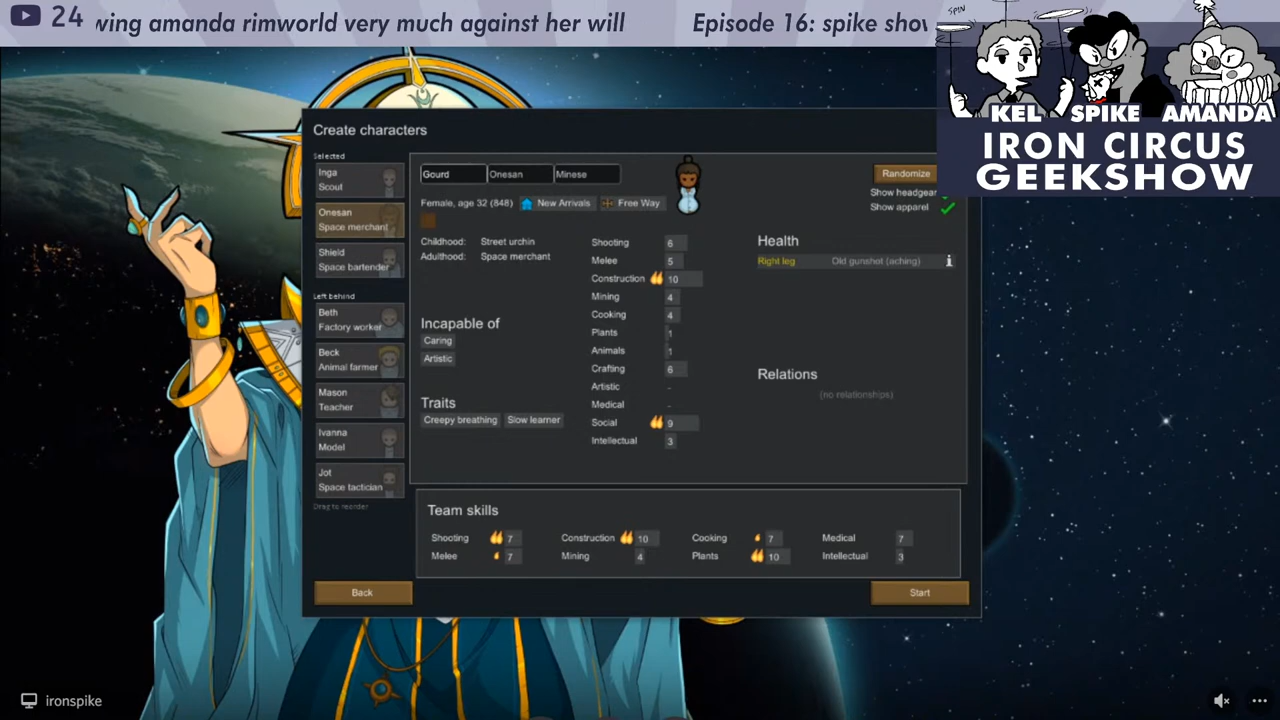 24
wing amanda rimworld very much against her will
Episode 16: spike show
SPIN
KEL SPIKE AMANDA
IRON CIRCUS
GEEKSHOW
Create characters
Selected
Inga
Scout
Onesan
Space merchant
Shield
Space bartender
Left behind
Beth
Factory worker
Beck
Animal farmer
Mason
Teacher
Ivanna
Model
Jot
Space tactician
Drag to reorder
Gourd Onesan Minese
Randomize
Female, age 32 (848) New Arrivals Free Way
Show headgear
Show apparel
Childhood: Street urchin
Adulthood: Space merchant
Incapable of
Caring
Artistic
Traits
Creepy breathing Slow learner
Shooting 6
Melee 5
Construction 10
Mining 4
Cooking 4
Plants 1
Animals 1
Crafting 6
Artistic -
Medical -
Social 9
Intellectual 3
Health
Right leg Old gunshot (aching)
Relations
(no relationships)
Team skills
Shooting 7 Construction 10 Cooking 7 Medical 7
Melee 7 Mining 4 Plants 10 Intellectual 3
Back Start
ironspike